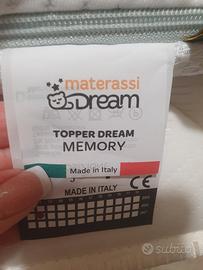 materassi
Dream
TOPPER DREAM
MEMORY
Made in Italy
MADE IN ITALY CE
subito